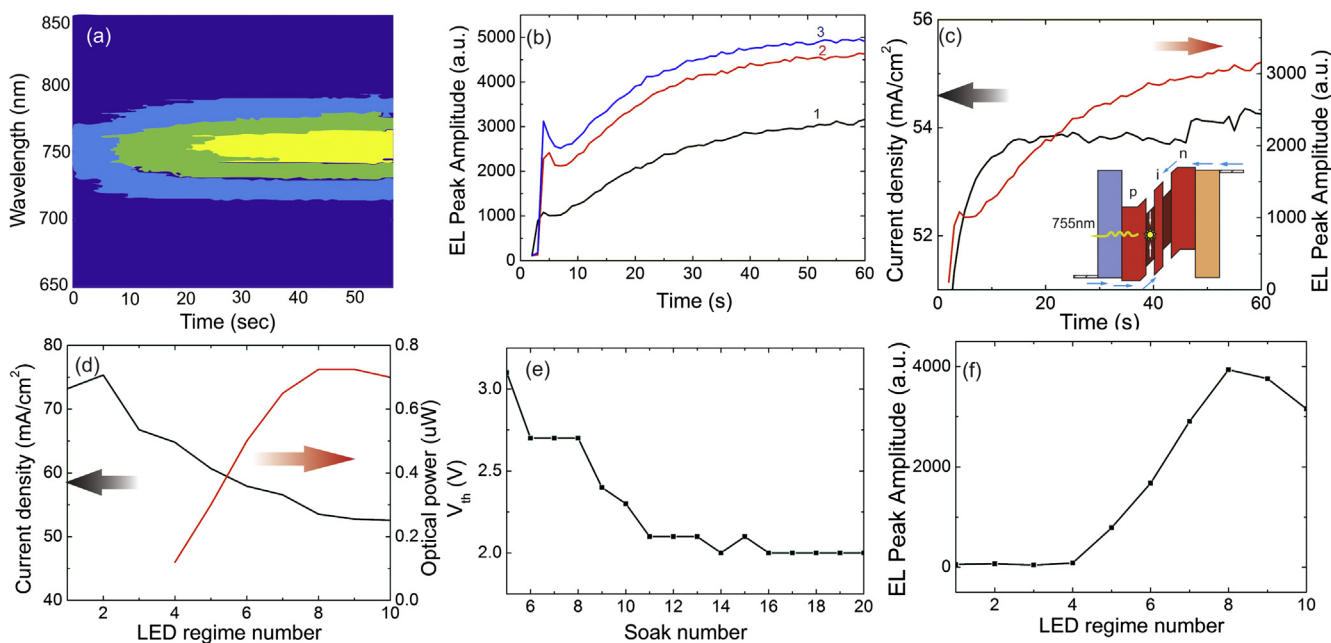 (a)
Wavelength (nm)
850
800
750
700
650
0 10 20 30 40 50
Time (sec)
(b)
EL Peak Amplitude (a.u.)
5000
4000
3000
2000
1000
0
3
2
1
0 10 20 30 40 50 60
Time (s)
(c)
Current density (mA/cm²)
56
54
52
EL Peak Amplitude (a.u.)
3000
2000
1000
0
n
i
p
755nm
0 20 40 60
Time (s)
(d)
Current density (mA/cm²)
80
75
70
65
60
55
50
45
40
Optical power (uW)
0.8
0.6
0.4
0.2
0.0
2 4 6 8 10
LED regime number
(e)
V_th (V)
3.0
2.5
2.0
6 8 10 12 14 16 18 20
Soak number
(f)
EL Peak Amplitude (a.u.)
4000
2000
0
2 4 6 8 10
LED regime number